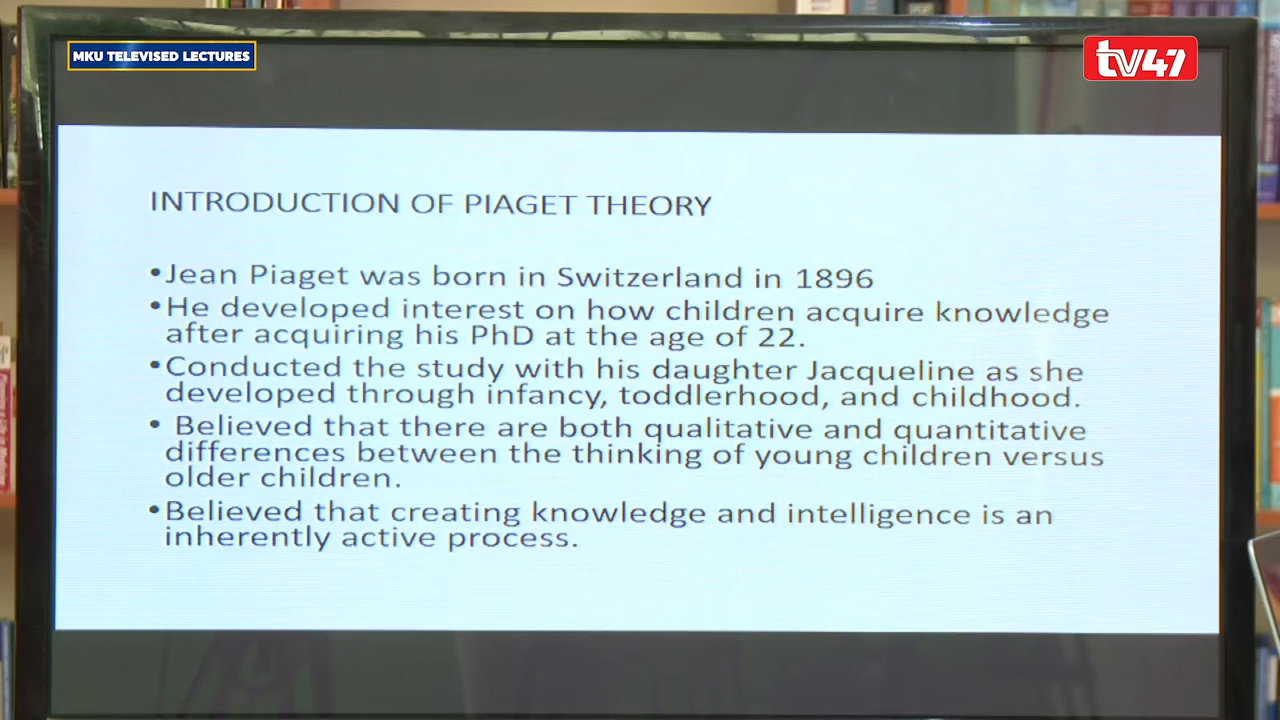 MKU TELEVISED LECTURES
tv47
INTRODUCTION OF PIAGET THEORY
•Jean Piaget was born in Switzerland in 1896
•He developed interest on how children acquire knowledge
after acquiring his PhD at the age of 22.
•Conducted the study with his daughter Jacqueline as she
developed through infancy, toddlerhood, and childhood.
• Believed that there are both qualitative and quantitative
differences between the thinking of young children versus
older children.
•Believed that creating knowledge and intelligence is an
inherently active process.